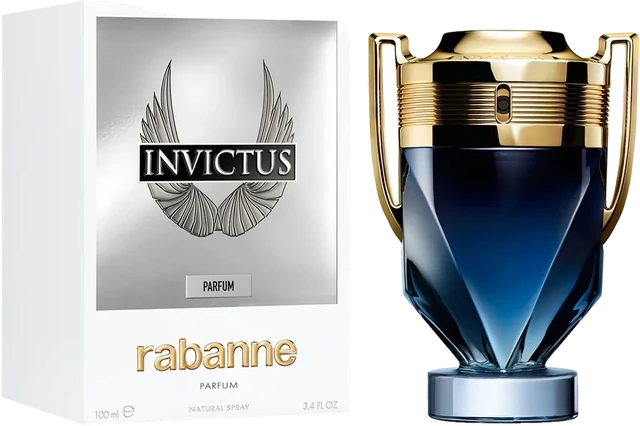 INVICTUS
PARFUM
rabanne
PARFUM
100 ml ℮ NATURAL SPRAY 3.4 FL OZ